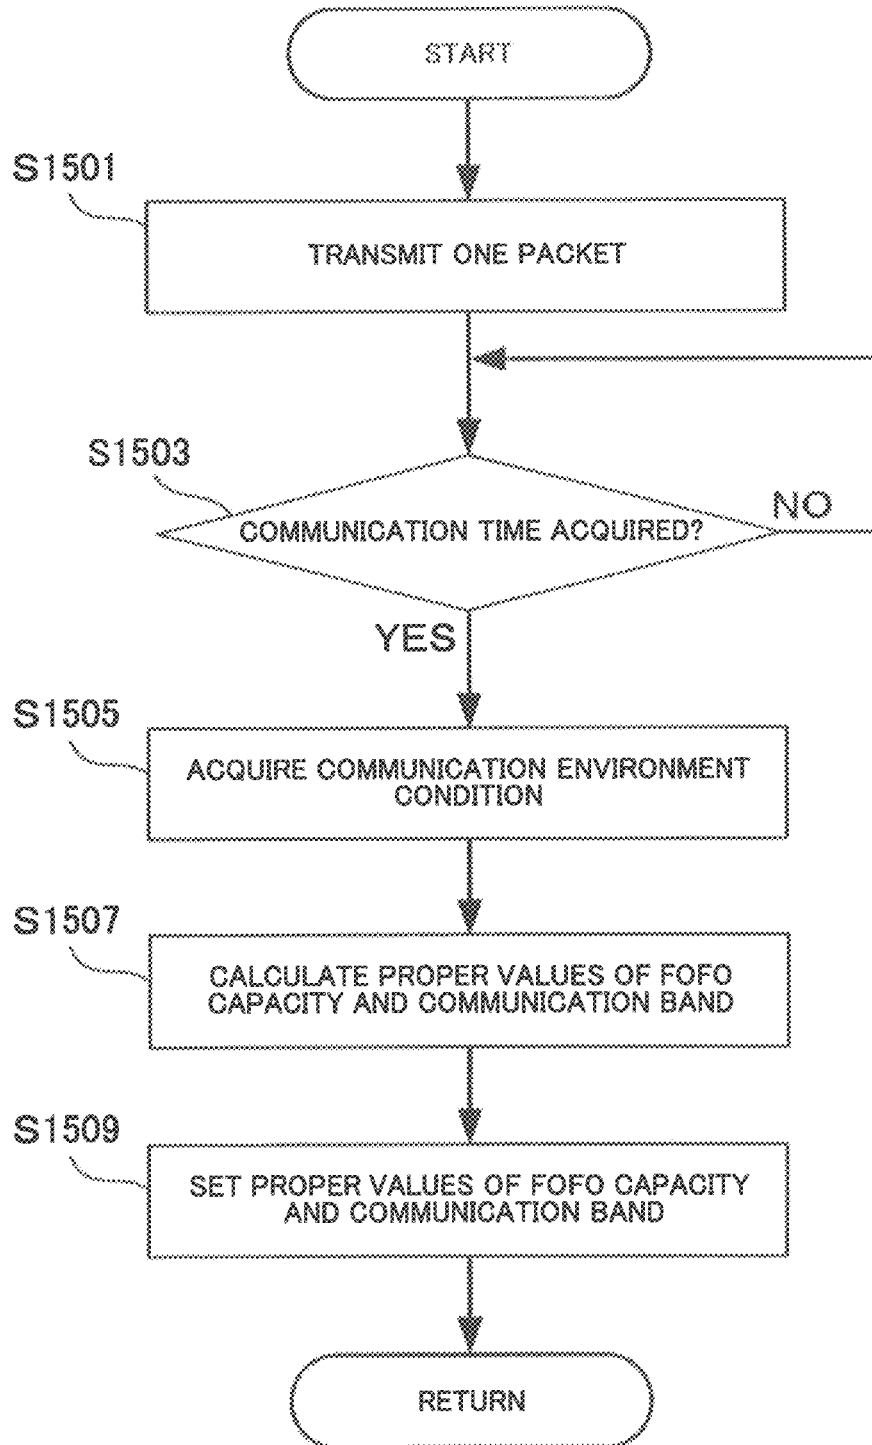 START
S1501
TRANSMIT ONE PACKET
S1503
COMMUNICATION TIME ACQUIRED?
NO
YES
S1505
ACQUIRE COMMUNICATION ENVIRONMENT
CONDITION
S1507
CALCULATE PROPER VALUES OF FOFO
CAPACITY AND COMMUNICATION BAND
S1509
SET PROPER VALUES OF FOFO CAPACITY
AND COMMUNICATION BAND
RETURN